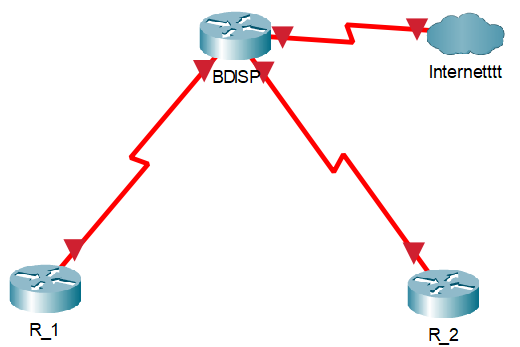 BDISP
Internetttt
R_1
R_2